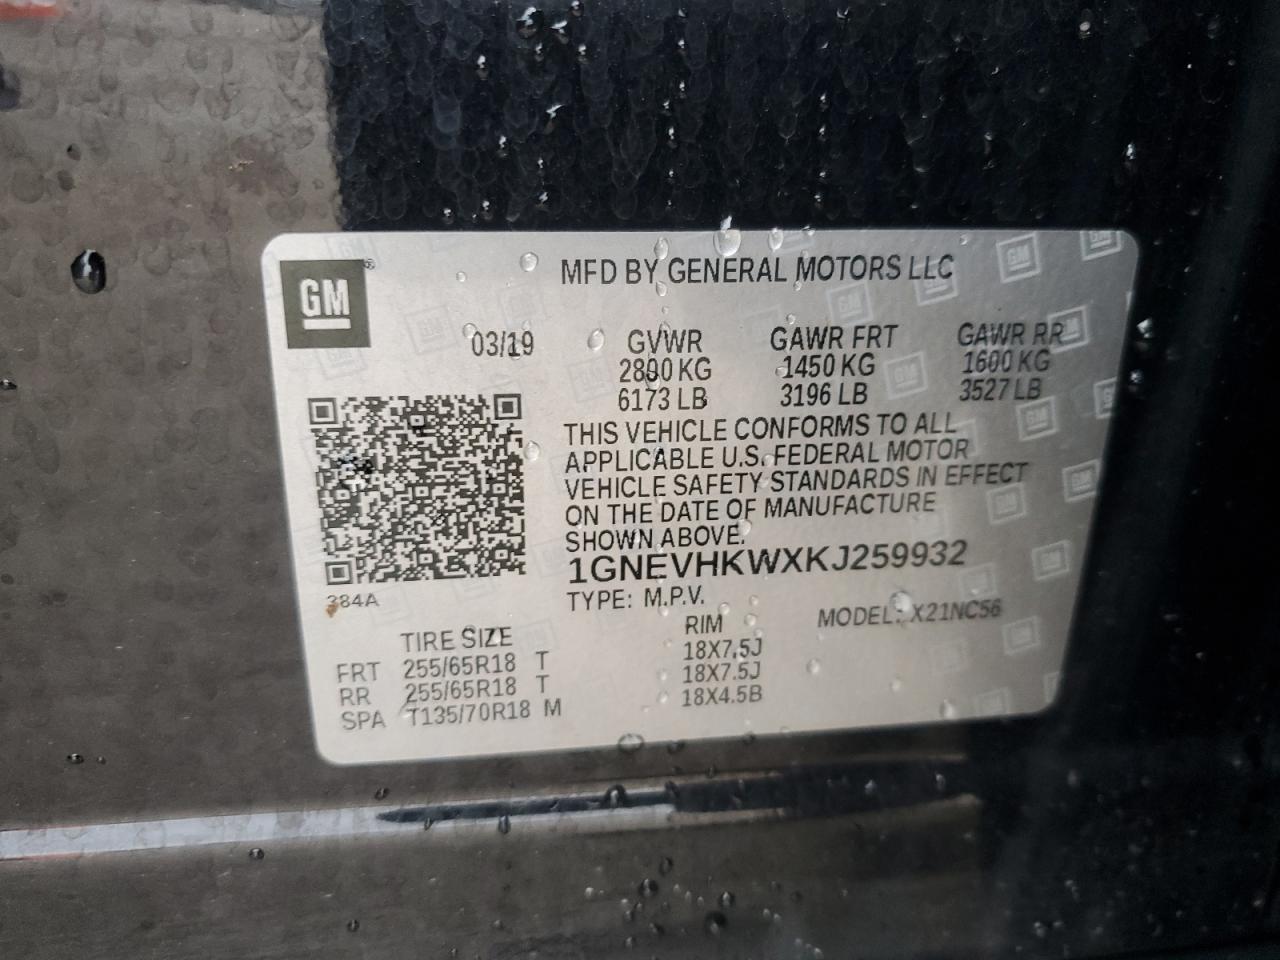 GM
MFD BY GENERAL MOTORS LLC
03/19
GVWR GAWR FRT GAWR RR
2800 KG 1450 KG 1600 KG
6173 LB 3196 LB 3527 LB
THIS VEHICLE CONFORMS TO ALL
APPLICABLE U.S. FEDERAL MOTOR
VEHICLE SAFETY STANDARDS IN EFFECT
ON THE DATE OF MANUFACTURE
SHOWN ABOVE.
1GNEVHKWXKJ259932
384A
TYPE: M.P.V. MODEL: X21NC56
TIRE SIZE RIM
FRT 255/65R18 T 18X7.5J
RR 255/65R18 T 18X7.5J
SPA T135/70R18 M 18X4.5B